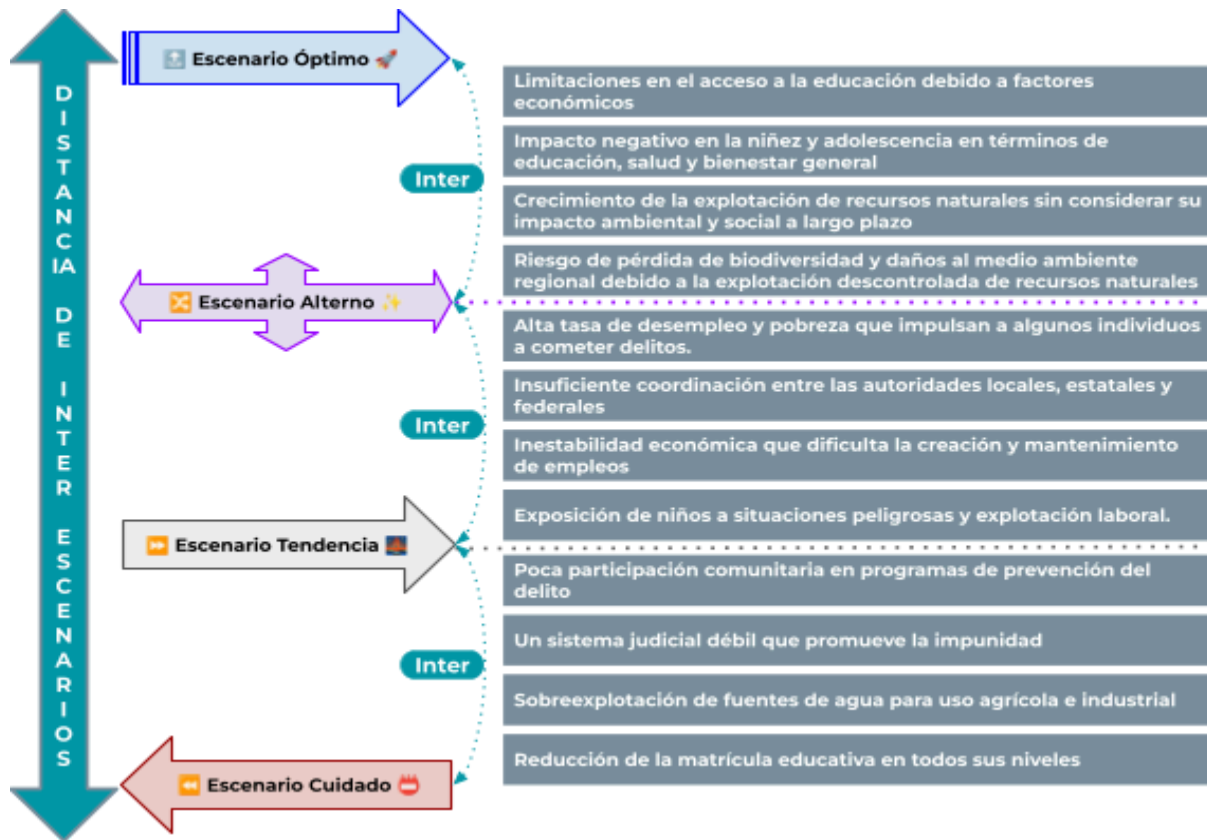 DISTANCIA DE INTER ESCENARIOS
🔝 Escenario Óptimo 🚀
Inter
🔀 Escenario Alterno ✨
Inter
⏩ Escenario Tendencia 🌉
Inter
⏪ Escenario Cuidado 📛
Limitaciones en el acceso a la educación debido a factores
económicos
Impacto negativo en la niñez y adolescencia en términos de
educación, salud y bienestar general
Crecimiento de la explotación de recursos naturales sin considerar su
impacto ambiental y social a largo plazo
Riesgo de pérdida de biodiversidad y daños al medio ambiente
regional debido a la explotación descontrolada de recursos naturales
Alta tasa de desempleo y pobreza que impulsan a algunos individuos
a cometer delitos.
Insuficiente coordinación entre las autoridades locales, estatales y
federales
Inestabilidad económica que dificulta la creación y mantenimiento
de empleos
Exposición de niños a situaciones peligrosas y explotación laboral.
Poca participación comunitaria en programas de prevención del
delito
Un sistema judicial débil que promueve la impunidad
Sobreexplotación de fuentes de agua para uso agrícola e industrial
Reducción de la matrícula educativa en todos sus niveles